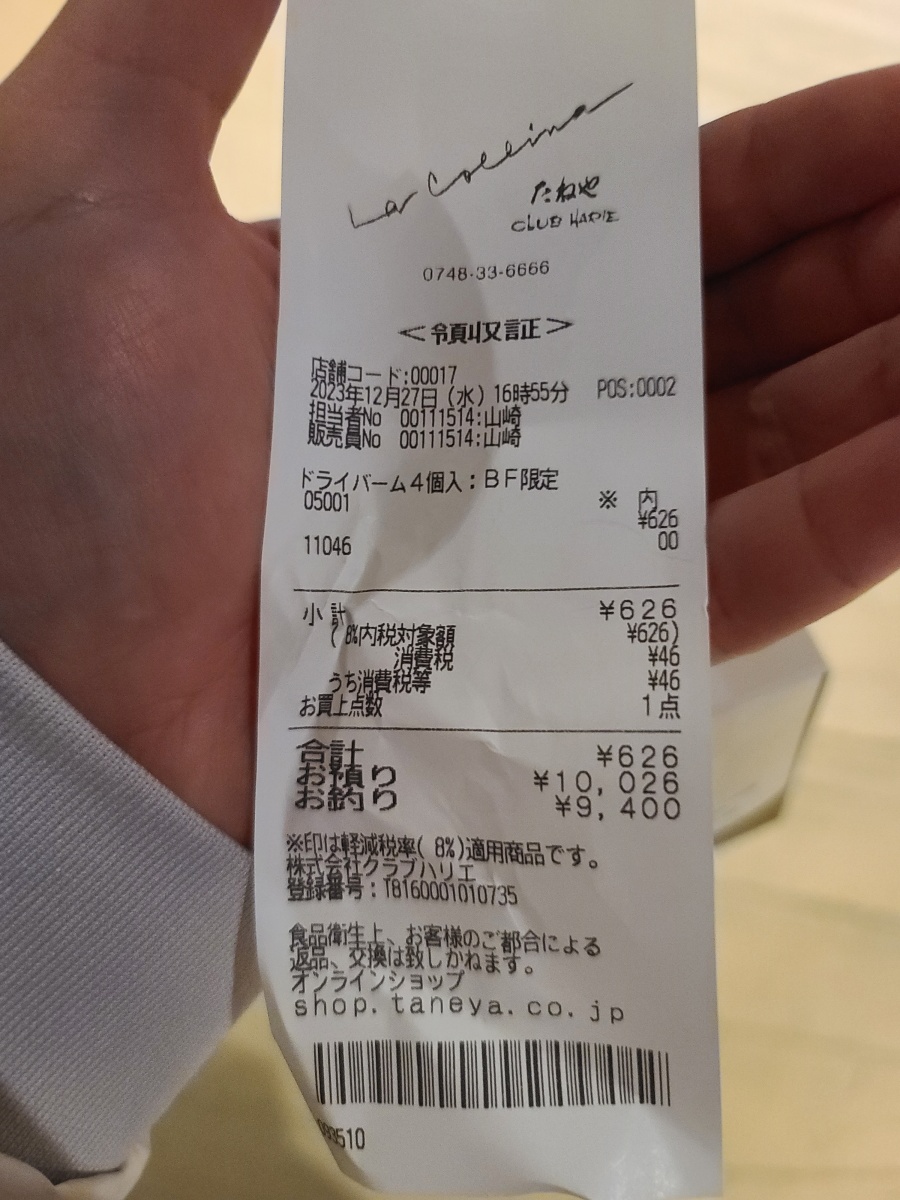 La Collina
たねや
CLUB HARIE
0748-33-6666
＜領収証＞
店舗コード:00017
2023年12月27日（水）16時55分 POS:0002
担当者No 00111514:山崎
販売員No 00111514:山崎
ドライバーム４個入：ＢＦ限定
05001 ※ 内
¥626
11046 00
小計 ¥626
( 8%内税対象額 ¥626)
消費税 ¥46
うち消費税等 ¥46
お買上点数 1点
合計 ¥626
お預り ¥10,026
お釣り ¥9,400
※印は軽減税率( 8%)適用商品です。
株式会社クラブハリエ
登録番号：T8160001010735
食品衛生上、お客様のご都合による
返品、交換は致しかねます。
オンラインショップ
shop.taneya.co.jp
3510